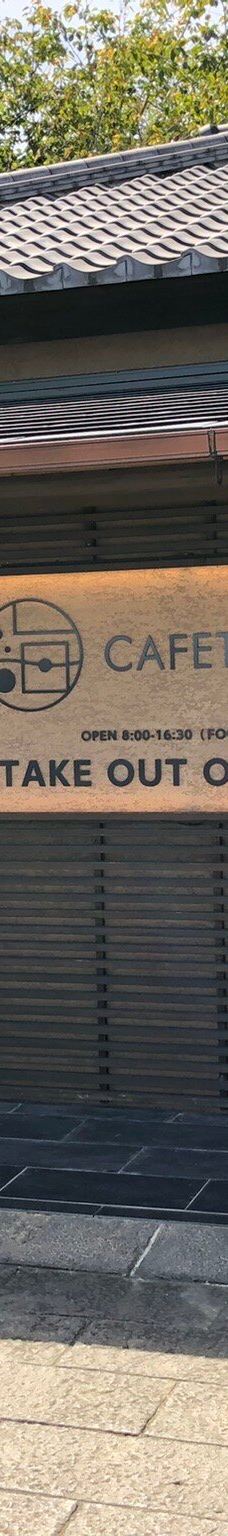 CAFET
OPEN 8:00-16:30 (FO
TAKE OUT O